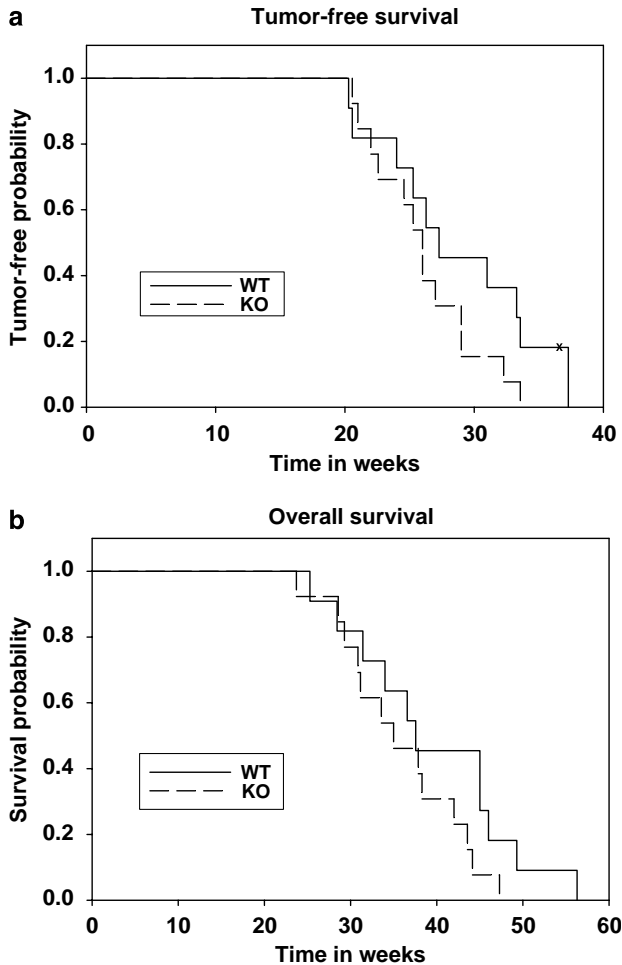 a
Tumor-free survival
Tumor-free probability
1.0
0.8
0.6
0.4
0.2
0.0
WT
KO
x
0 10 20 30 40
Time in weeks
b
Overall survival
Survival probability
1.0
0.8
0.6
0.4
0.2
0.0
WT
KO
0 10 20 30 40 50 60
Time in weeks